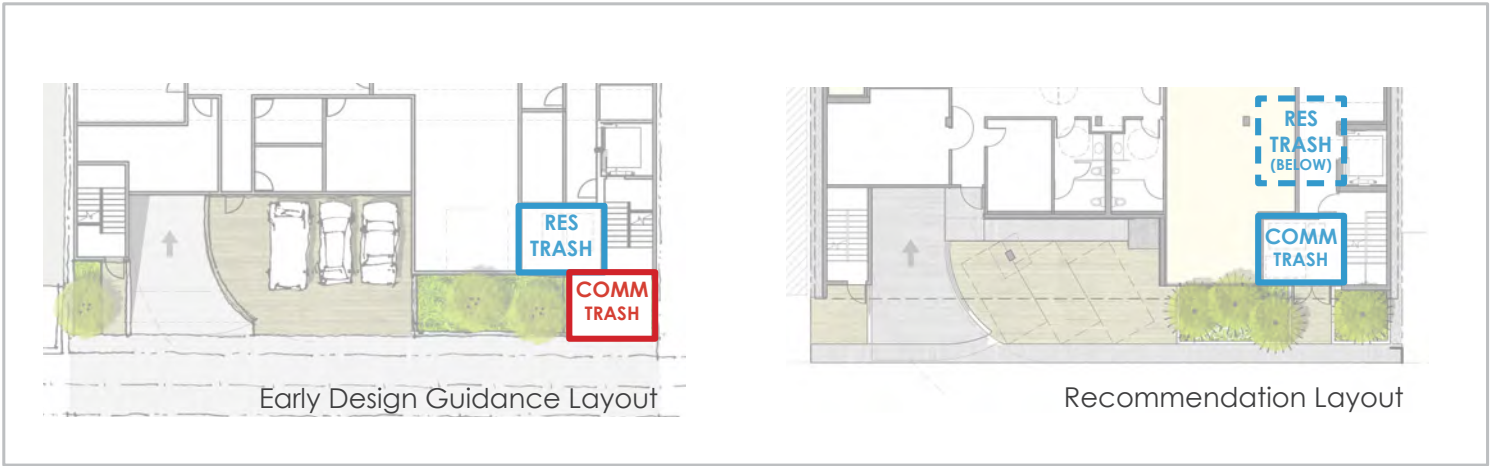 RES
TRASH
COMM
TRASH
Early Design Guidance Layout
RES
TRASH
(BELOW)
COMM
TRASH
Recommendation Layout